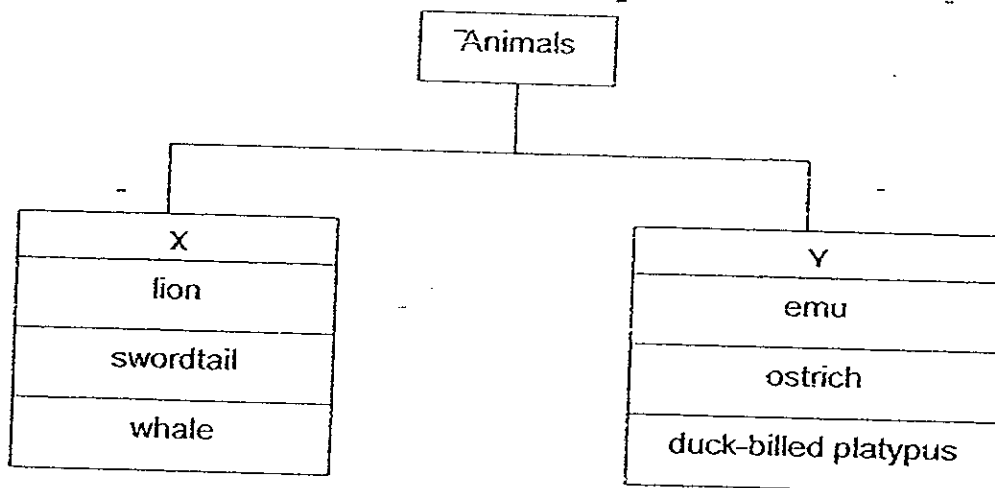 Animals
X
lion
swordtail
whale
Y
emu
ostrich
duck-billed platypus